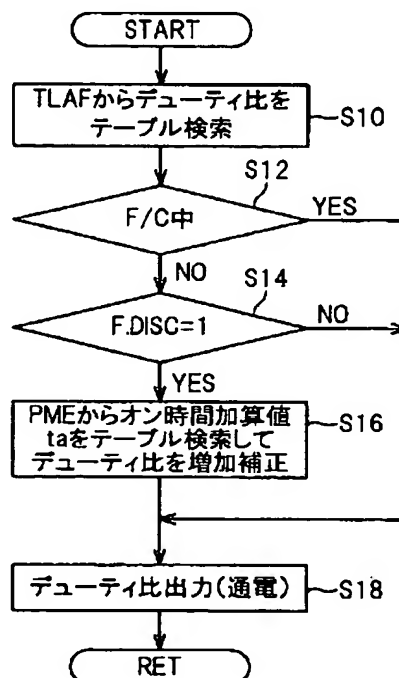 START
TLAFからデューティ比を
テーブル検索
S10
S12
F/C中
YES
NO
S14
F.DISC=1
NO
YES
PMEからオン時間加算値
taをテーブル検索して
デューティ比を増加補正
S16
デューティ比出力(通電)
S18
RET